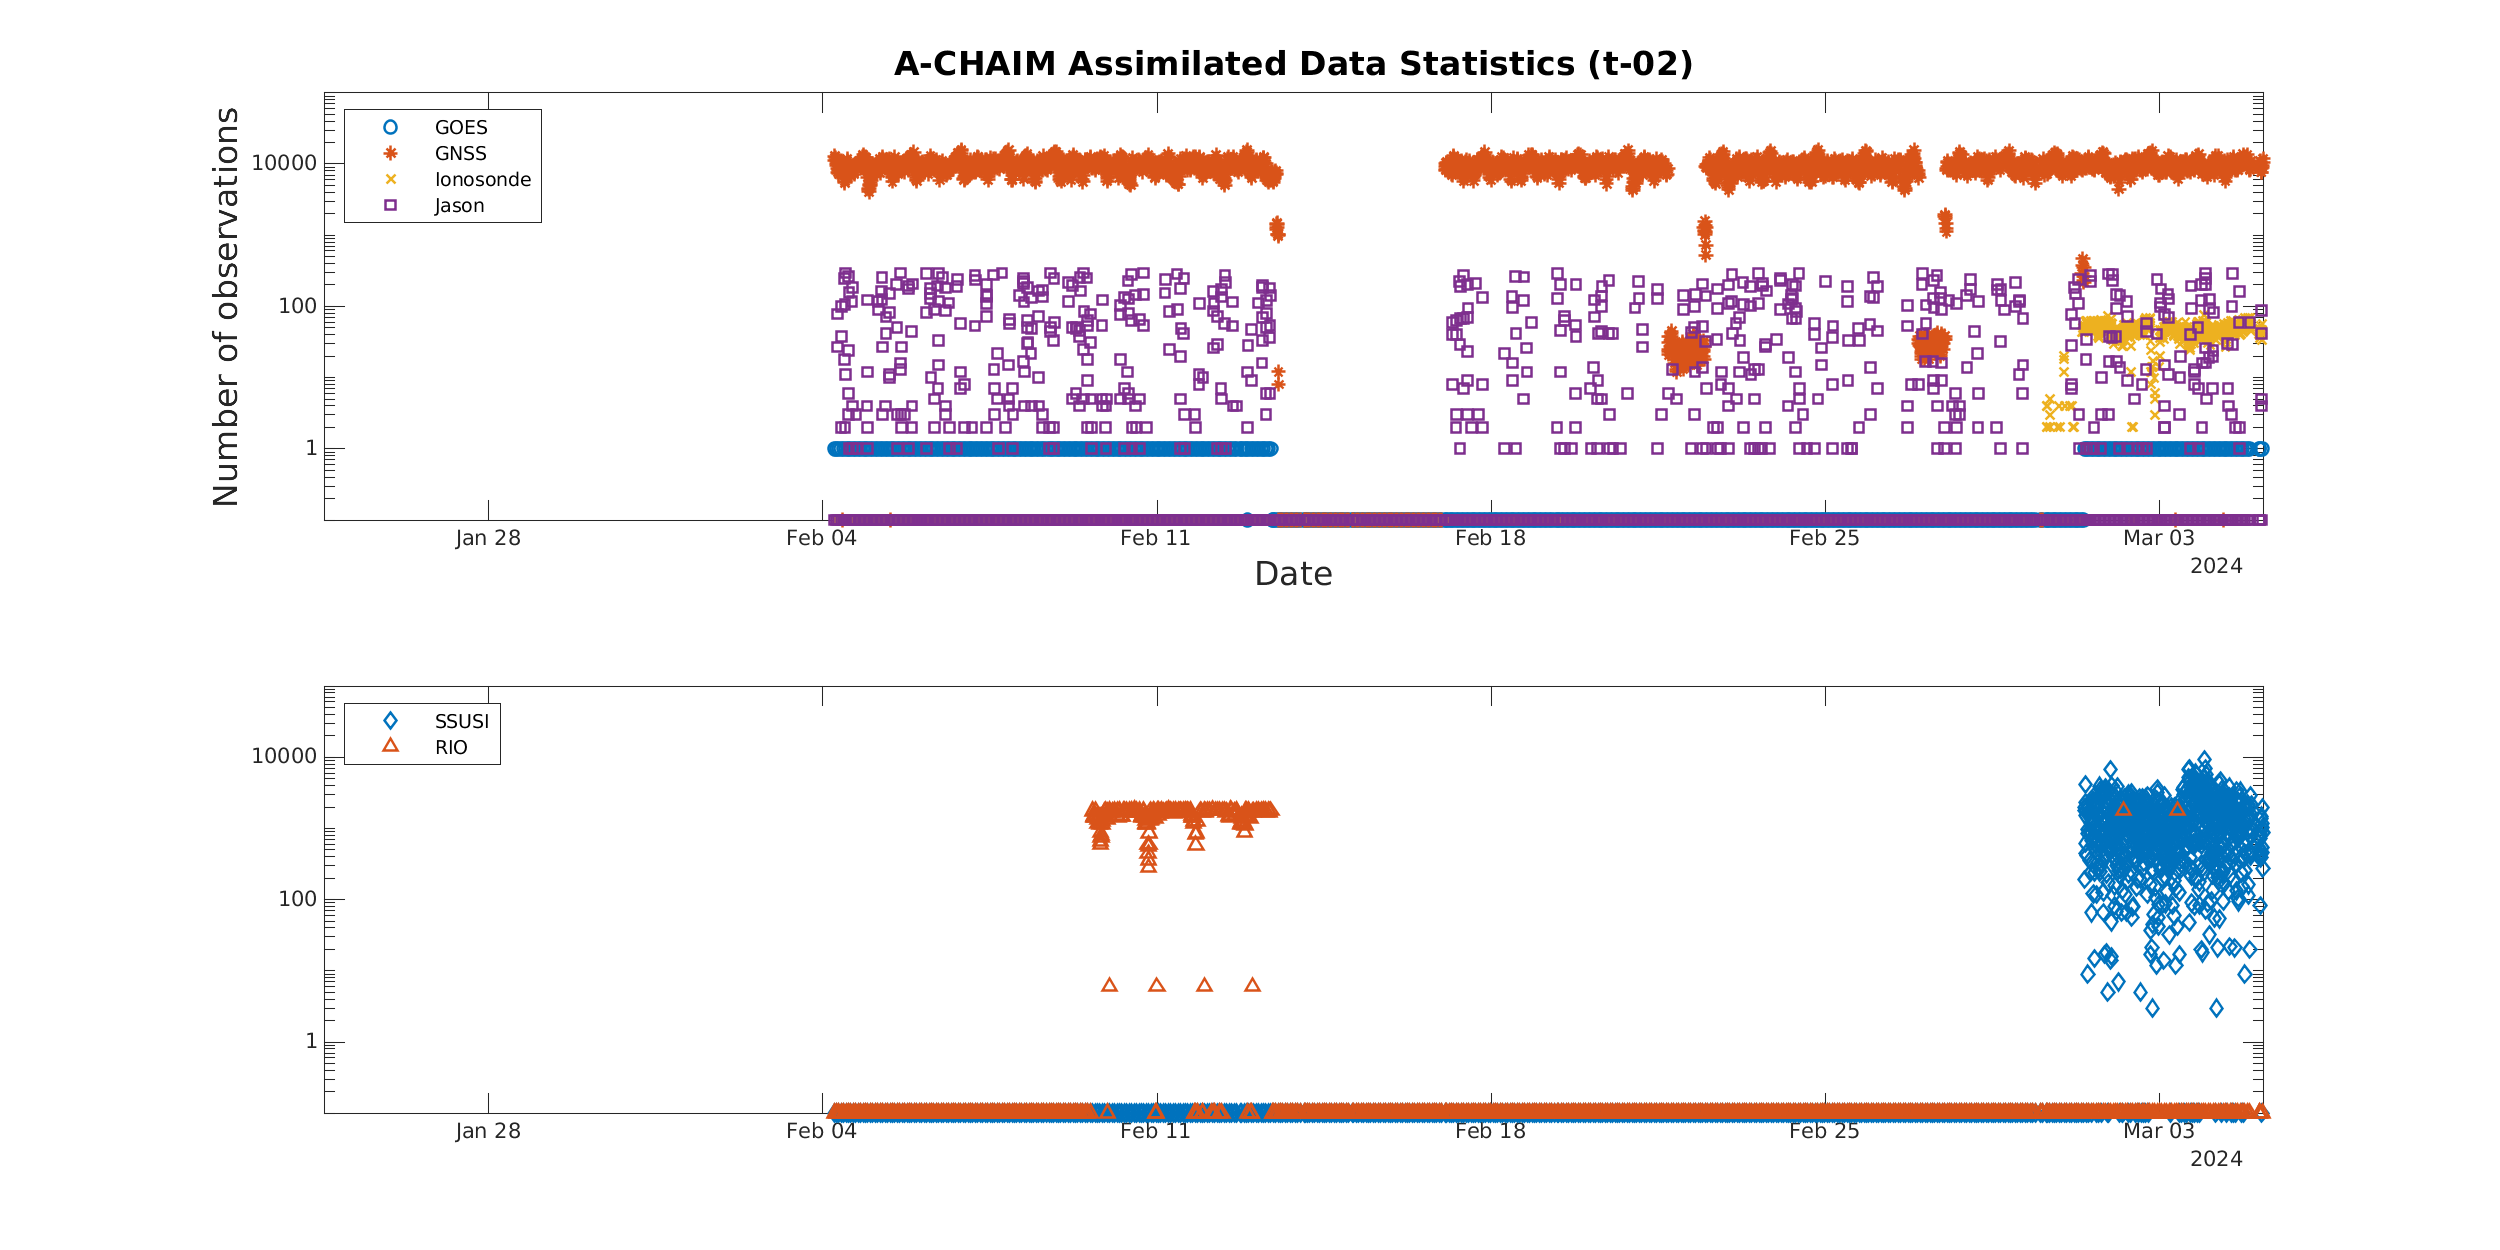 A-CHAIM Assimilated Data Statistics (t-02)
GOES
GNSS
Ionosonde
Jason
Number of observations
10000
100
1
Jan 28
Feb 04
Feb 11
Feb 18
Feb 25
Mar 03
2024
Date
SSUSI
RIO
10000
100
1
Jan 28
Feb 04
Feb 11
Feb 18
Feb 25
Mar 03
2024